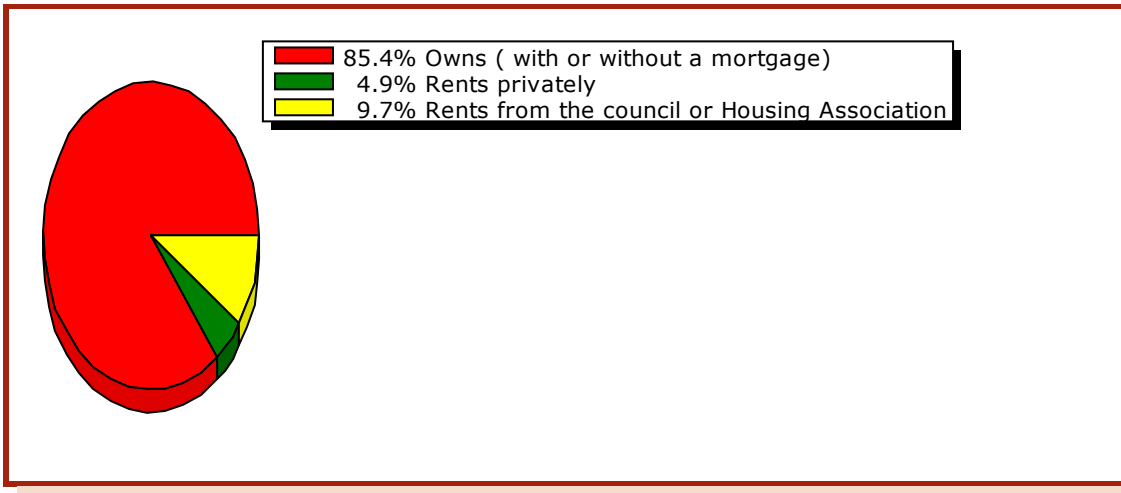 85.4% Owns ( with or without a mortgage)
4.9% Rents privately
9.7% Rents from the council or Housing Association